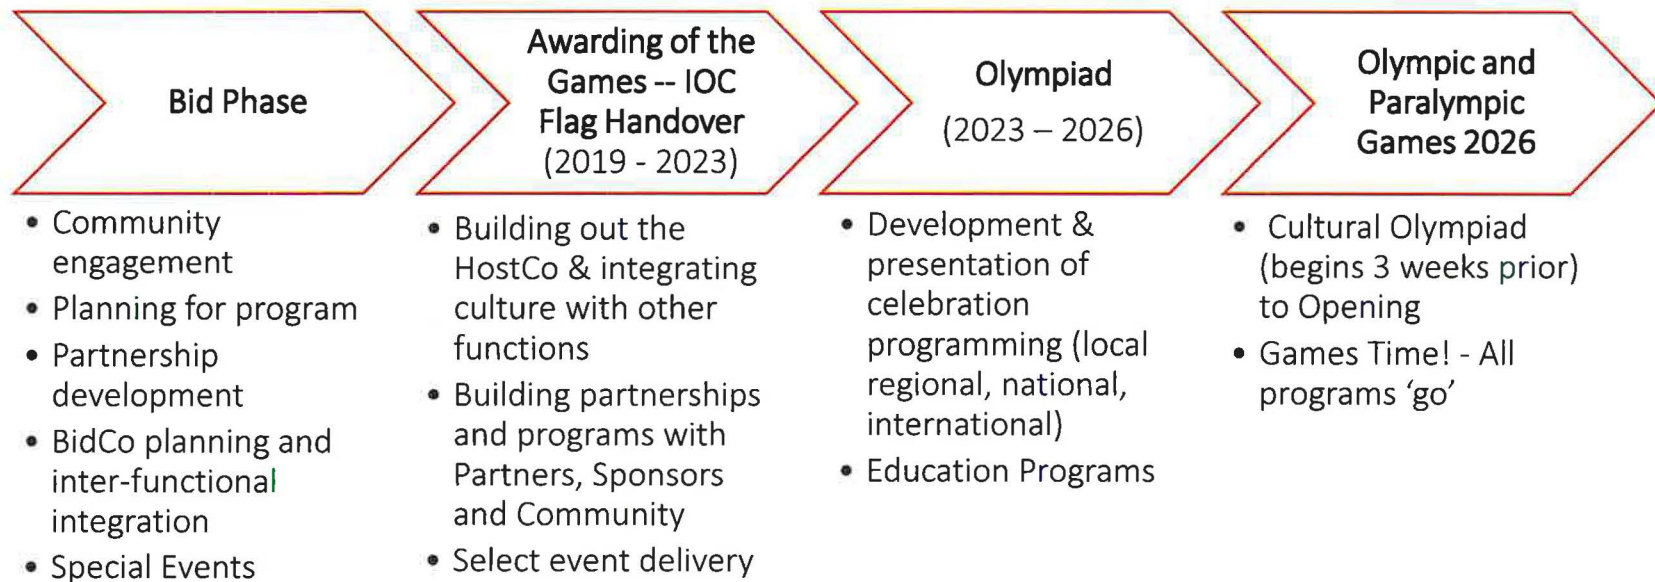 Bid Phase
Awarding of the
Games -- IOC
Flag Handover
(2019 - 2023)
Olympiad
(2023 – 2026)
Olympic and
Paralympic
Games 2026
• Community
engagement
• Planning for program
• Partnership
development
• BidCo planning and
inter-functional
integration
• Special Events
• Building out the
HostCo & integrating
culture with other
functions
• Building partnerships
and programs with
Partners, Sponsors
and Community
• Select event delivery
• Development &
presentation of
celebration
programming (local
regional, national,
international)
• Education Programs
• Cultural Olympiad
(begins 3 weeks prior)
to Opening
• Games Time! - All
programs ‘go’